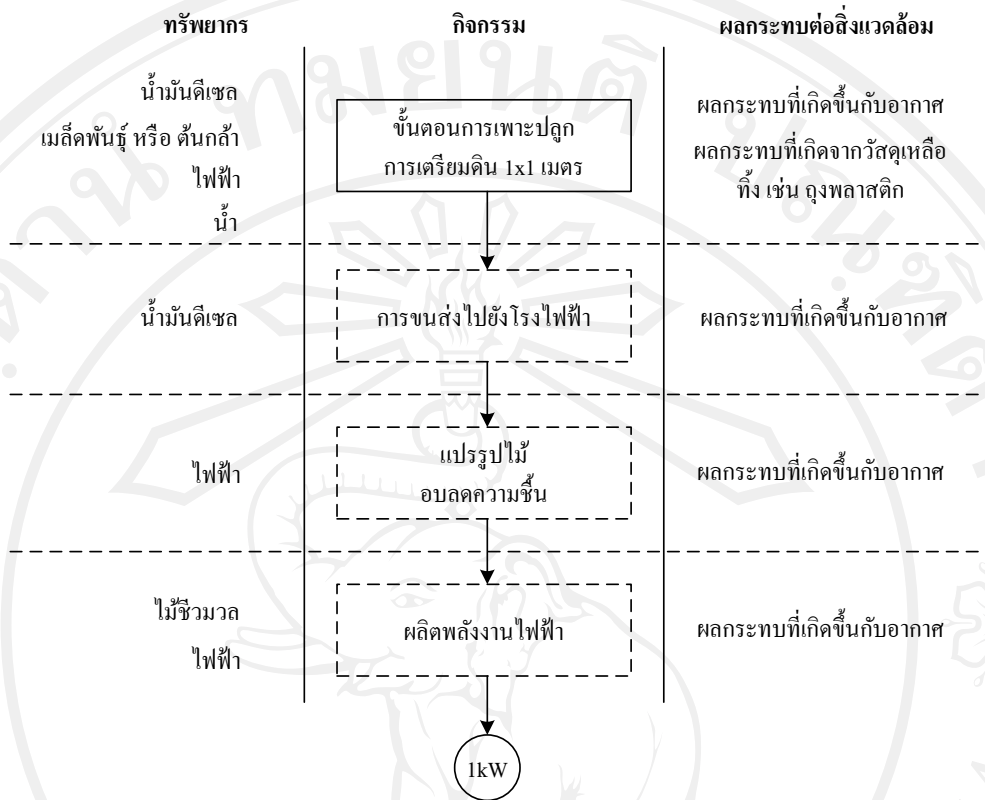 ทรัพยากร กิจกรรม ผลกระทบต่อสิ่งแวดล้อม
น้ำมันดีเซล
เมล็ดพันธุ์ หรือ ต้นกล้า
ไฟฟ้า
น้ำ
ขั้นตอนการเพาะปลูก
การเตรียมดิน 1x1 เมตร
ผลกระทบที่เกิดขึ้นกับอากาศ
ผลกระทบที่เกิดจากวัสดุเหลือ
ทิ้ง เช่น ถุงพลาสติก
น้ำมันดีเซล
การขนส่งไปยังโรงไฟฟ้า
ผลกระทบที่เกิดขึ้นกับอากาศ
ไฟฟ้า
แปรรูปไม้
อบลดความชื้น
ผลกระทบที่เกิดขึ้นกับอากาศ
ไม้ชีวมวล
ไฟฟ้า
ผลิตพลังงานไฟฟ้า
ผลกระทบที่เกิดขึ้นกับอากาศ
1kW